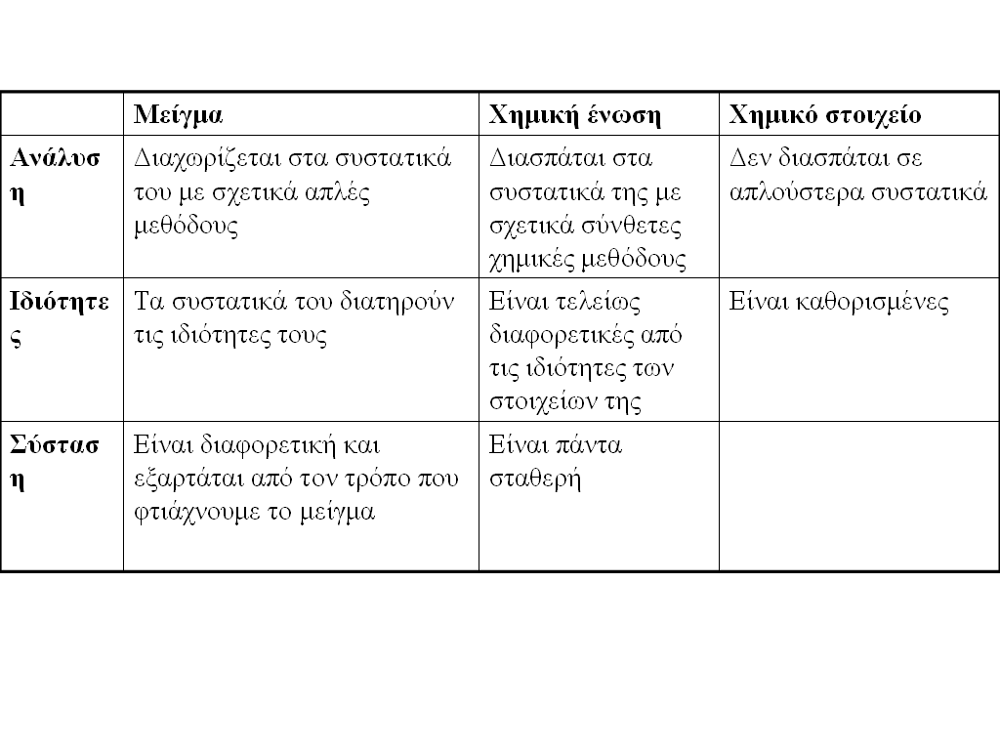 Μείγμα
Χημική ένωση
Χημικό στοιχείο
Ανάλυσ
η
Διαχωρίζεται στα συστατικά
του με σχετικά απλές
μεθόδους
Διασπάται στα
συστατικά της με
σχετικά σύνθετες
χημικές μεθόδους
Δεν διασπάται σε
απλούστερα συστατικά
Ιδιότητε
ς
Τα συστατικά του διατηρούν
τις ιδιότητες τους
Είναι τελείως
διαφορετικές από
τις ιδιότητες των
στοιχείων της
Είναι καθορισμένες
Σύστασ
η
Είναι διαφορετική και
εξαρτάται από τον τρόπο που
φτιάχνουμε το μείγμα
Είναι πάντα
σταθερή